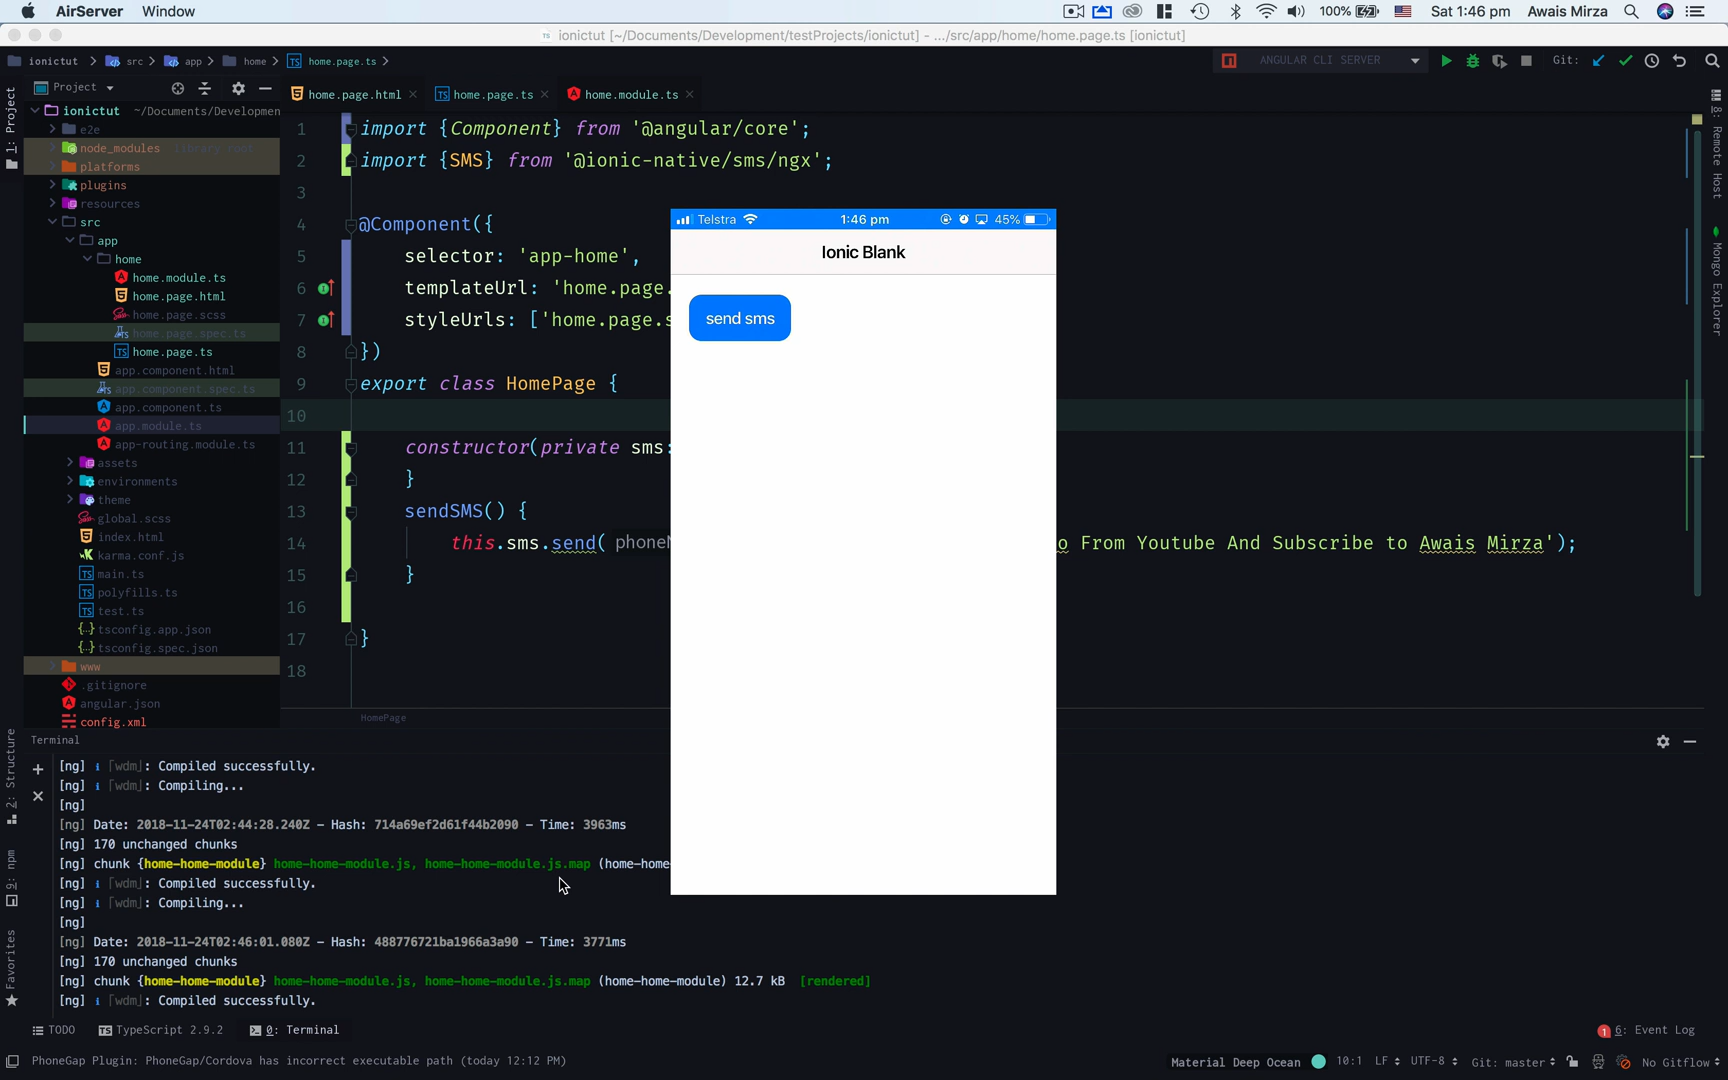 AirServer Window 100% Sat 1:46 pm Awais Mirza
ionictut [~/Documents/Development/testProjects/ionictut] - .../src/app/home/home.page.ts [ionictut]
ionictut src app home home.page.ts ANGULAR CLI SERVER Git:
Project home.page.html home.page.ts home.module.ts
1: Project
ionictut ~/Documents/Developmen
e2e
node_modules library root
platforms
plugins
resources
src
app
home
home.module.ts
home.page.html
home.page.scss
home.page.spec.ts
home.page.ts
app.component.html
app.component.spec.ts
app.component.ts
app.module.ts
app-routing.module.ts
assets
environments
theme
global.scss
index.html
karma.conf.js
main.ts
polyfills.ts
test.ts
tsconfig.app.json
tsconfig.spec.json
www
.gitignore
angular.json
config.xml
1 import {Component} from '@angular/core';
2 import {SMS} from '@ionic-native/sms/ngx';
3
4 @Component({
5 selector: 'app-home',
6 templateUrl: 'home.page.
7 styleUrls: ['home.page.s
8 })
9 export class HomePage {
10
11 constructor(private sms:
12 }
13 sendSMS() {
14 this.sms.send( phoneN o From Youtube And Subscribe to Awais Mirza');
15 }
16
17 }
18
HomePage
Telstra 1:46 pm 45%
Ionic Blank
send sms
8: Remote Host
Mongo Explorer
2: Structure
9: npm
Favorites
Terminal
[ng] i ｢wdm｣: Compiled successfully.
[ng] i ｢wdm｣: Compiling...
[ng]
[ng] Date: 2018-11-24T02:44:28.240Z - Hash: 714a69ef2d61f44b2090 - Time: 3963ms
[ng] 170 unchanged chunks
[ng] chunk {home-home-module} home-home-module.js, home-home-module.js.map (home-home
[ng] i ｢wdm｣: Compiled successfully.
[ng] i ｢wdm｣: Compiling...
[ng]
[ng] Date: 2018-11-24T02:46:01.080Z - Hash: 488776721ba1966a3a90 - Time: 3771ms
[ng] 170 unchanged chunks
[ng] chunk {home-home-module} home-home-module.js, home-home-module.js.map (home-home-module) 12.7 kB [rendered]
[ng] i ｢wdm｣: Compiled successfully.
TODO TypeScript 2.9.2 0: Terminal 1 6: Event Log
PhoneGap Plugin: PhoneGap/Cordova has incorrect executable path (today 12:12 PM) Material Deep Ocean 10:1 LF UTF-8 Git: master No Gitflow